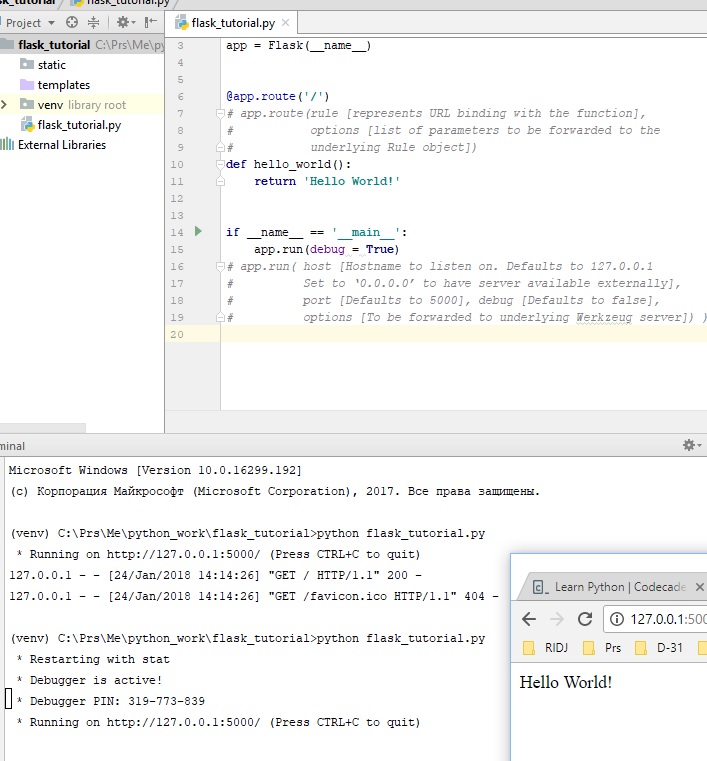 flask_tutorial
flask_tutorial.py
Project
flask_tutorial.py
flask_tutorial C:\Prs\Me\py
static
templates
venv library root
flask_tutorial.py
External Libraries
3 app = Flask(__name__)
4
5
6 @app.route('/')
7 # app.route(rule [represents URL binding with the function],
8 # options [list of parameters to be forwarded to the
9 # underlying Rule object])
10 def hello_world():
11 return 'Hello World!'
12
13
14 if __name__ == '__main__':
15 app.run(debug = True)
16 # app.run( host [Hostname to listen on. Defaults to 127.0.0.1
17 # Set to ‘0.0.0.0’ to have server available externally],
18 # port [Defaults to 5000], debug [Defaults to false],
19 # options [To be forwarded to underlying Werkzeug server]) )
20
minal
Microsoft Windows [Version 10.0.16299.192]
(c) Корпорация Майкрософт (Microsoft Corporation), 2017. Все права защищены.
(venv) C:\Prs\Me\python_work\flask_tutorial>python flask_tutorial.py
* Running on http://127.0.0.1:5000/ (Press CTRL+C to quit)
127.0.0.1 - - [24/Jan/2018 14:14:26] "GET / HTTP/1.1" 200 -
127.0.0.1 - - [24/Jan/2018 14:14:26] "GET /favicon.ico HTTP/1.1" 404 -
(venv) C:\Prs\Me\python_work\flask_tutorial>python flask_tutorial.py
* Restarting with stat
* Debugger is active!
* Debugger PIN: 319-773-839
* Running on http://127.0.0.1:5000/ (Press CTRL+C to quit)
Learn Python | Codecade
127.0.0.1:500
RIDJ Prs D-31
Hello World!